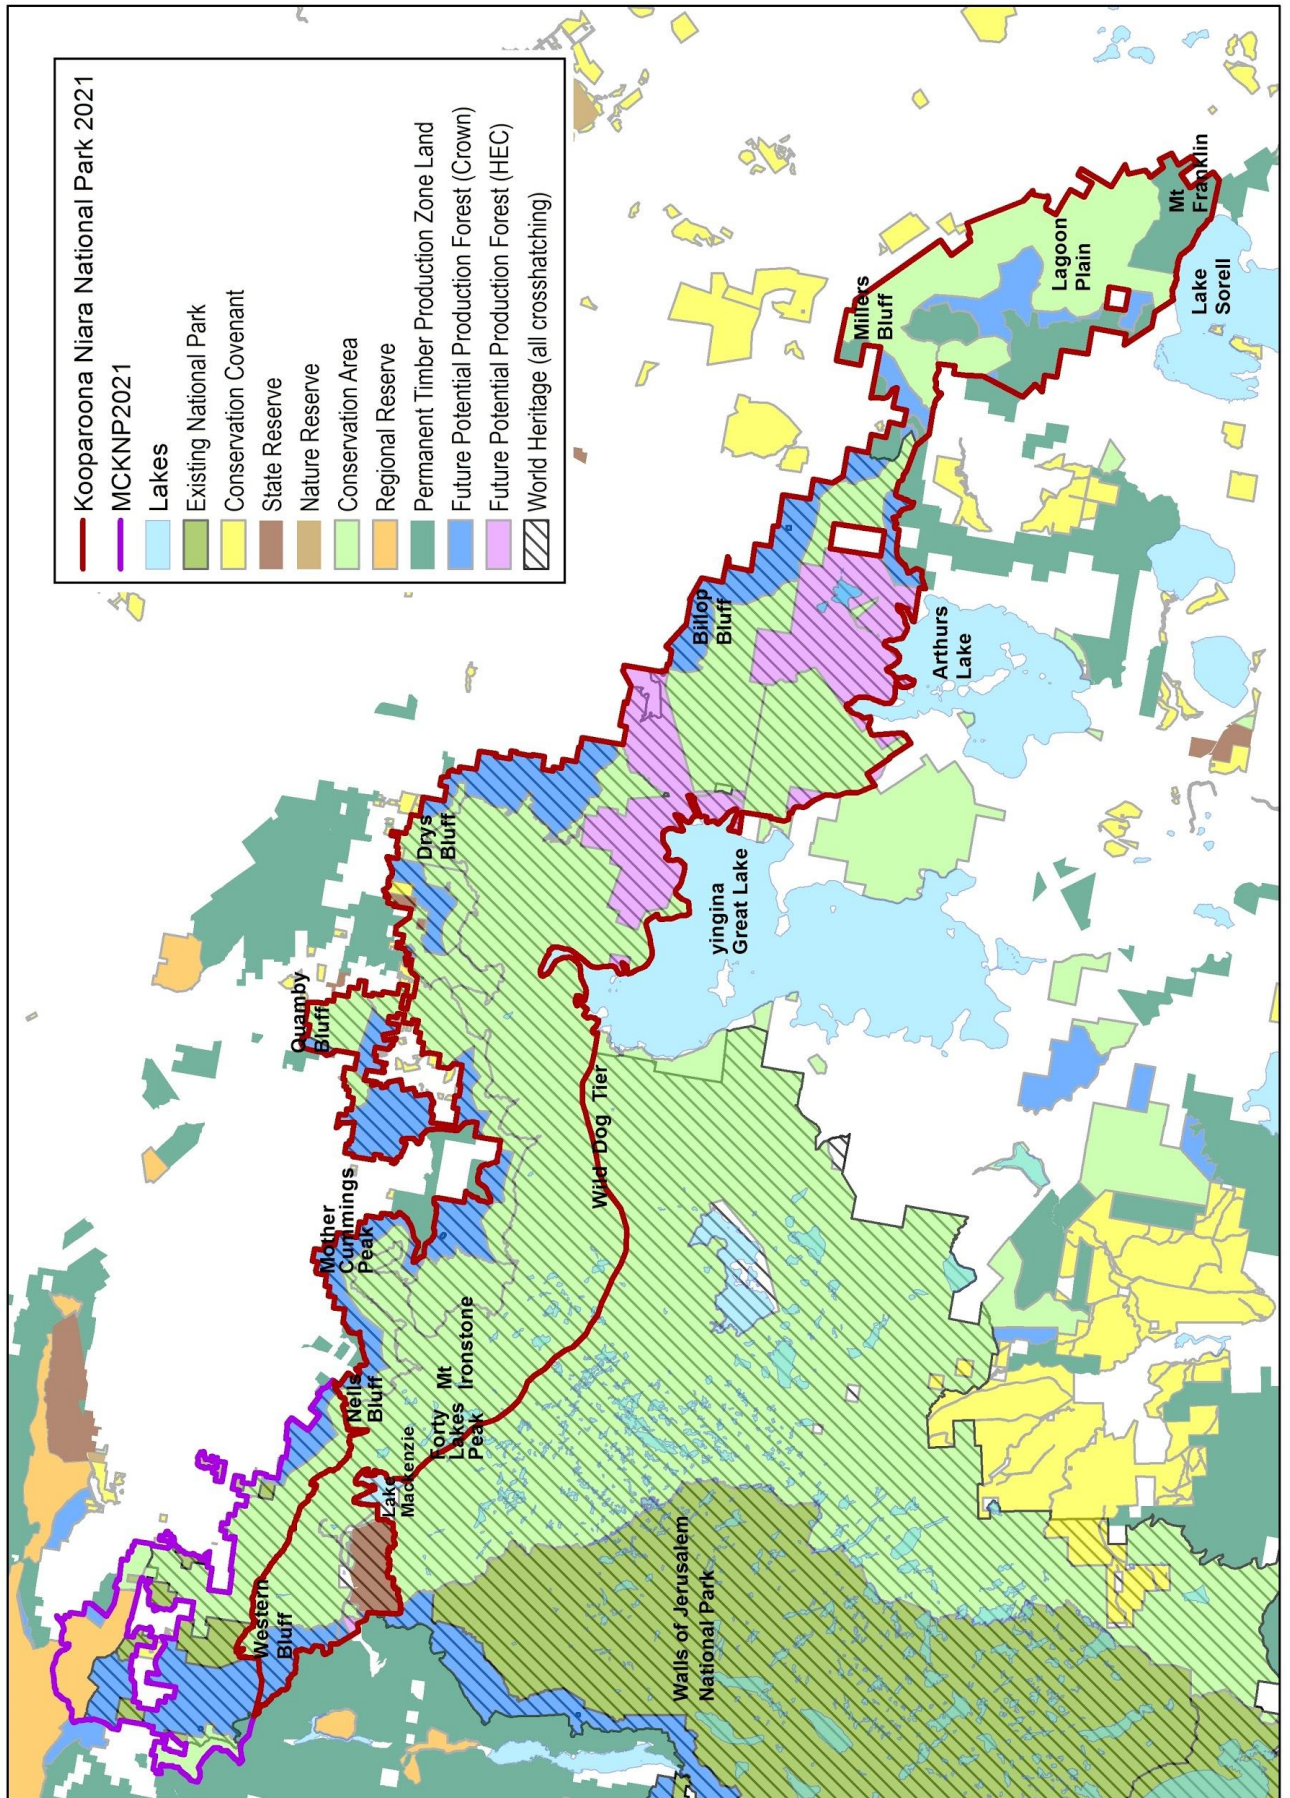 Kooparoona Niara National Park 2021
MCKNP2021
Lakes
Existing National Park
Conservation Covenant
State Reserve
Nature Reserve
Conservation Area
Regional Reserve
Permanent Timber Production Zone Land
Future Potential Production Forest (Crown)
Future Potential Production Forest (HEC)
World Heritage (all crosshatching)
Western
Bluff
Nells
Bluff
Mother
Cummings
Peak
Quamby
Bluff
Drys
Bluff
Lake
Mackenzie
Forty
Lakes
Peak
Mt
Ironstone
Wild Dog Tier
yingina
Great Lake
Billop
Bluff
Millers
Bluff
Arthurs
Lake
Lagoon
Plain
Mt
Franklin
Lake
Sorell
Walls of Jerusalem
National Park